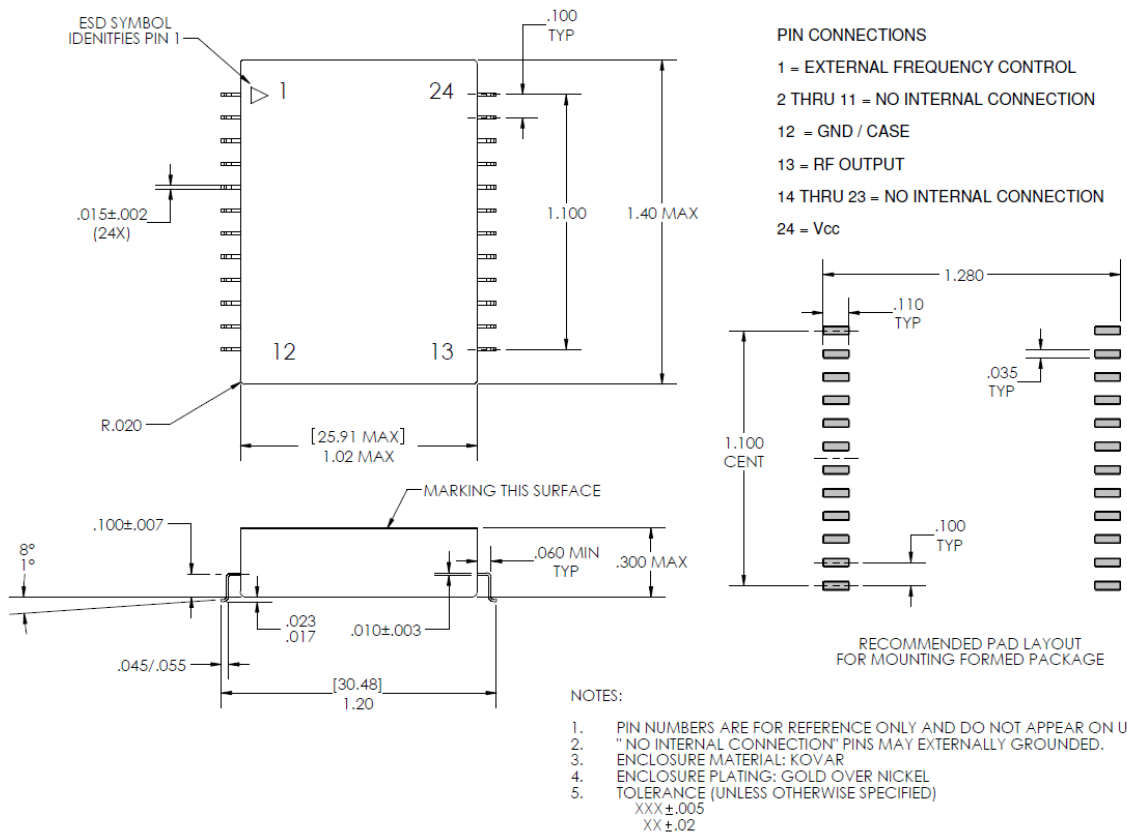 ESD SYMBOL
IDENITFIES PIN 1
.100
TYP
1
24
.015±.002
(24X)
1.100
1.40 MAX
12
13
R.020
[25.91 MAX]
1.02 MAX
PIN CONNECTIONS
1 = EXTERNAL FREQUENCY CONTROL
2 THRU 11 = NO INTERNAL CONNECTION
12 = GND / CASE
13 = RF OUTPUT
14 THRU 23 = NO INTERNAL CONNECTION
24 = Vcc
1.280
.110
TYP
.035
TYP
1.100
CENT
.100
TYP
RECOMMENDED PAD LAYOUT
FOR MOUNTING FORMED PACKAGE
MARKING THIS SURFACE
.100±.007
8°
1°
.060 MIN
TYP
.300 MAX
.023
.017
.010±.003
.045/.055
[30.48]
1.20
NOTES:
1. PIN NUMBERS ARE FOR REFERENCE ONLY AND DO NOT APPEAR ON U
2. " NO INTERNAL CONNECTION" PINS MAY EXTERNALLY GROUNDED.
3. ENCLOSURE MATERIAL: KOVAR
4. ENCLOSURE PLATING: GOLD OVER NICKEL
5. TOLERANCE (UNLESS OTHERWISE SPECIFIED)
XXX ±.005
XX ±.02